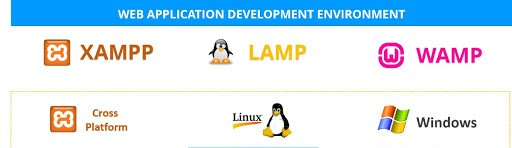 WEB APPLICATION DEVELOPMENT ENVIRONMENT
XAMPP LAMP WAMP
Cross
Platform
Linux
Windows